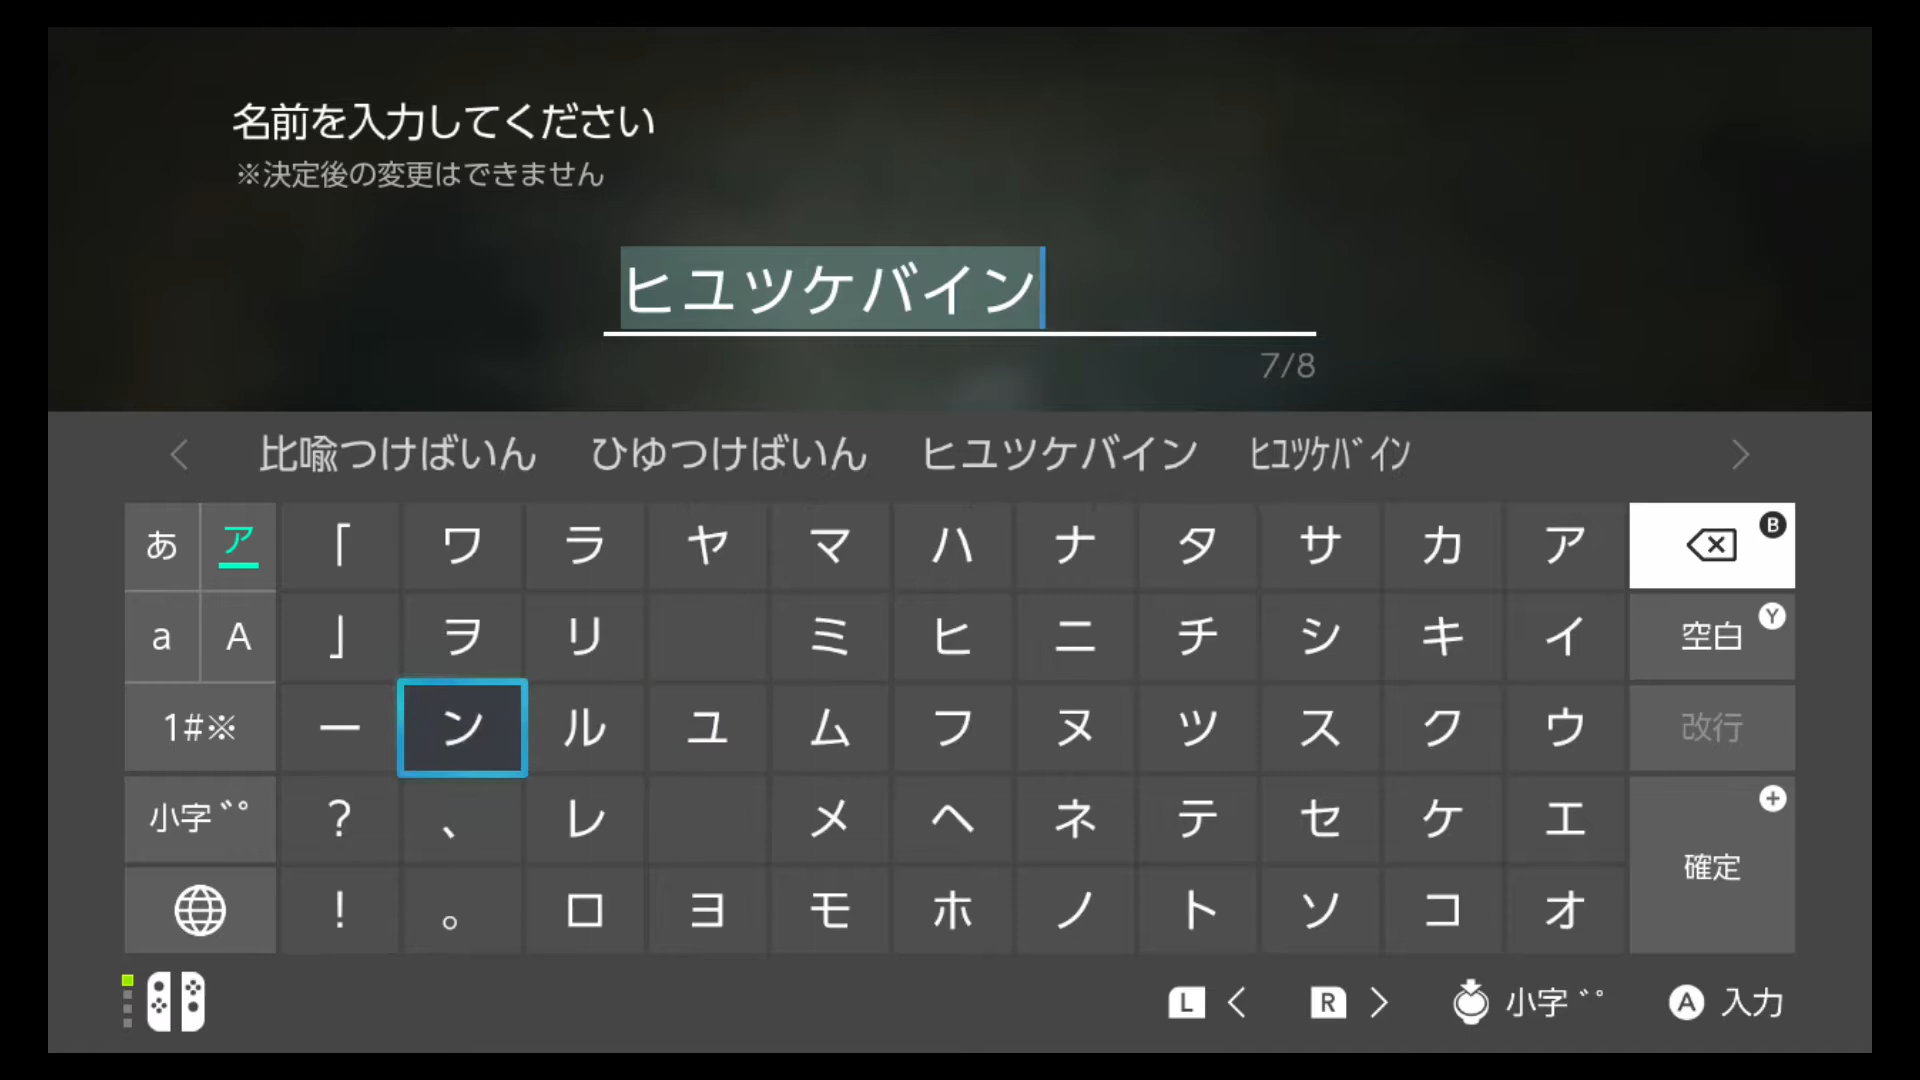 名前を入力してください
※決定後の変更はできません
ヒユツケバイン
7/8
比喩つけばいん ひゆつけばいん ヒユツケバイン ﾋﾕﾂｹﾊﾞｲﾝ
あ ア 「 ワ ラ ヤ マ ハ ナ タ サ カ ア B
a A 」 ヲ リ ミ ヒ ニ チ シ キ イ 空白 Y
1#※ ー ン ル ユ ム フ ヌ ツ ス ク ウ 改行
小字゛゜ ? 、 レ メ ヘ ネ テ セ ケ エ 確定 +
! 。 ロ ヨ モ ホ ノ ト ソ コ オ
L < R > 小字゛゜ A 入力